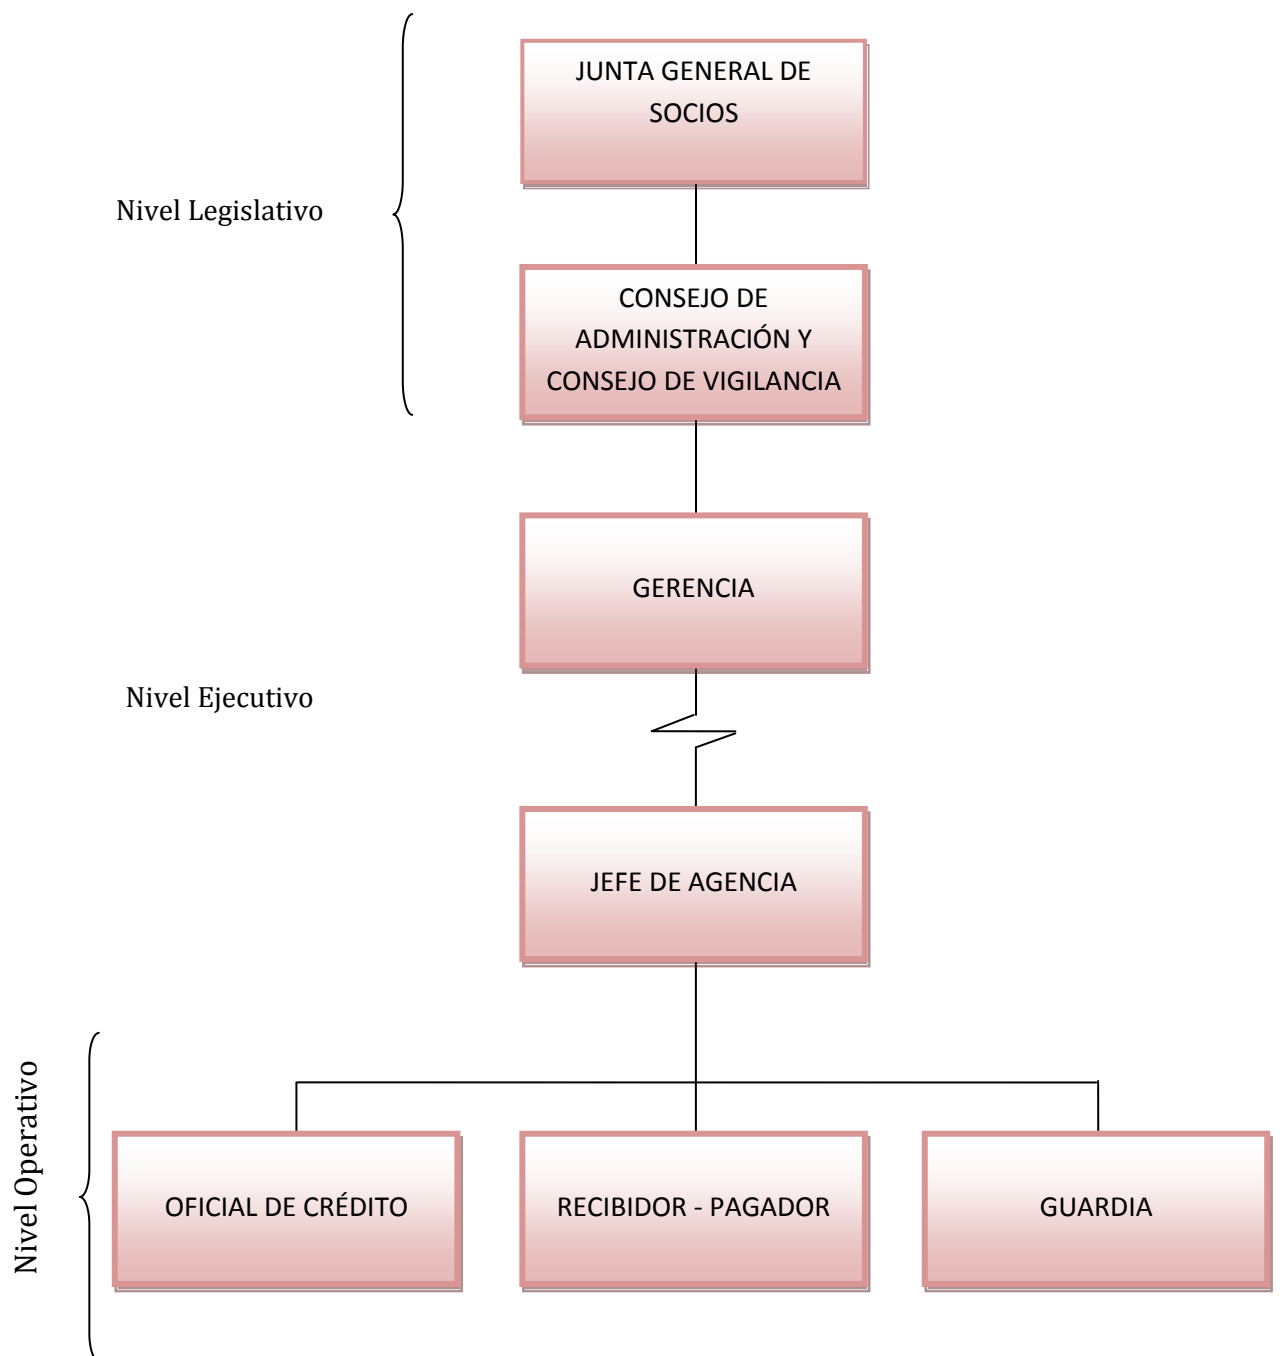 JUNTA GENERAL DE
SOCIOS
Nivel Legislativo
CONSEJO DE
ADMINISTRACIÓN Y
CONSEJO DE VIGILANCIA
GERENCIA
Nivel Ejecutivo
JEFE DE AGENCIA
Nivel Operativo
OFICIAL DE CRÉDITO
RECIBIDOR - PAGADOR
GUARDIA